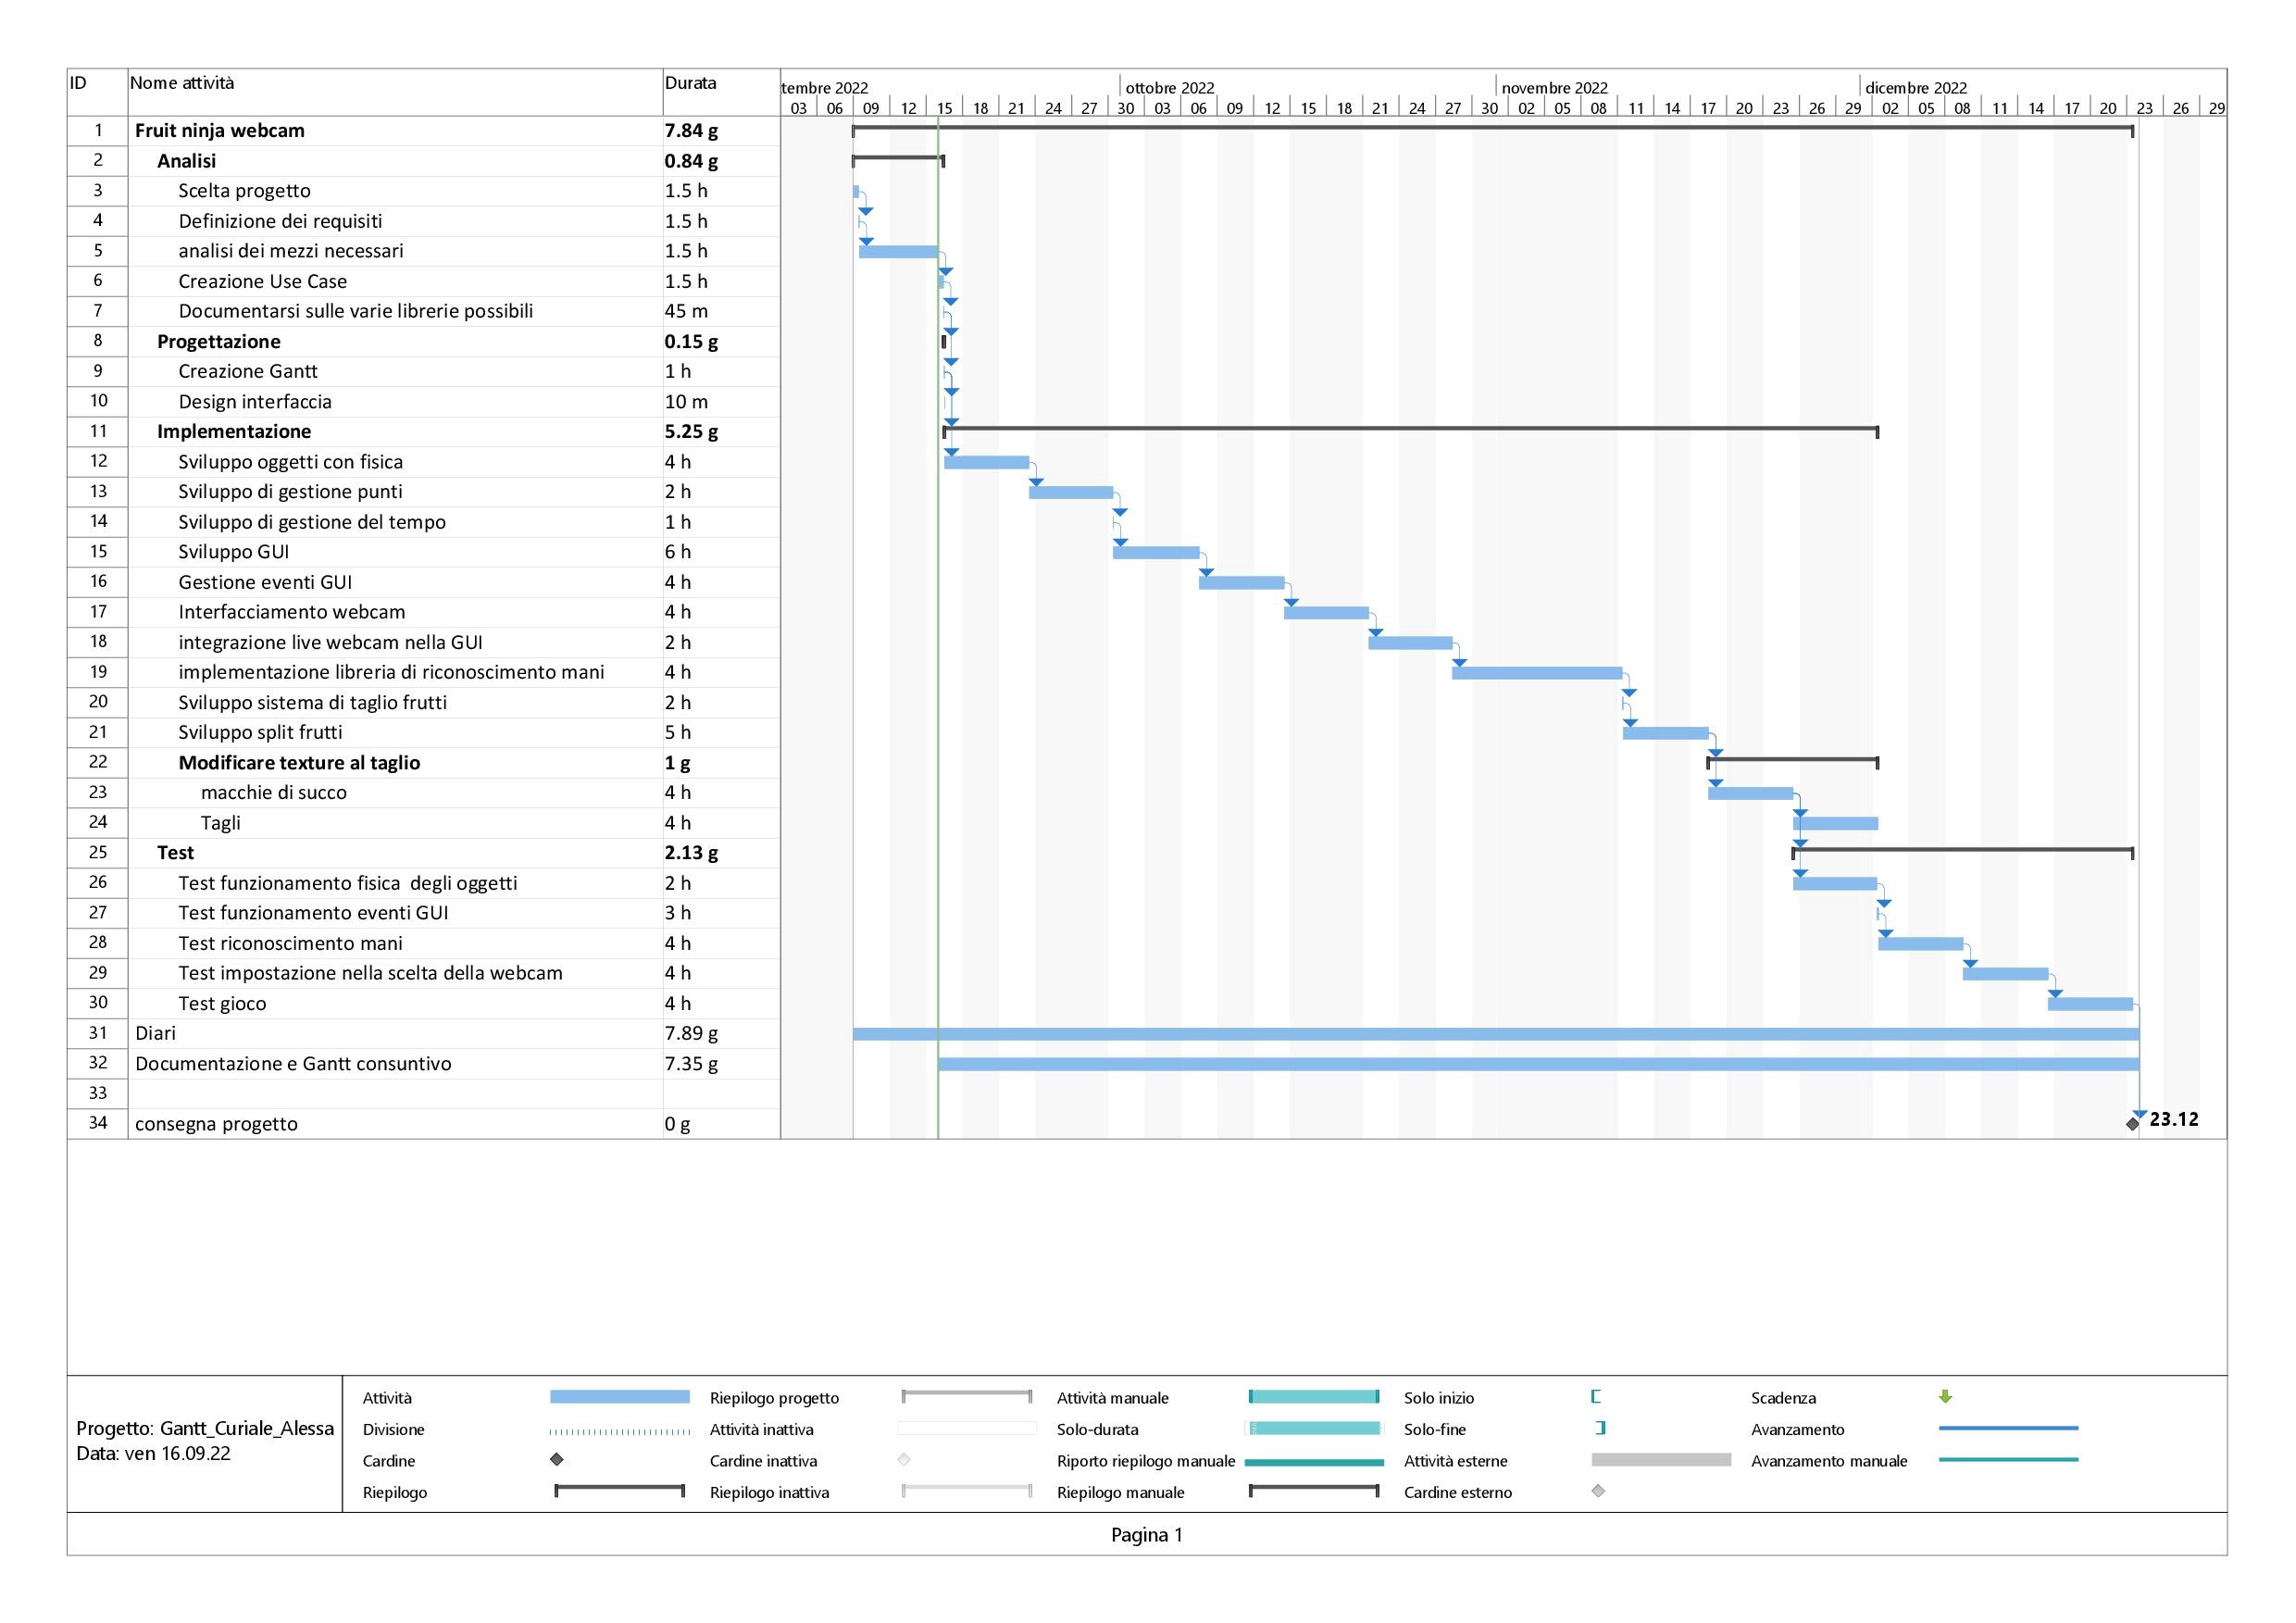 ID Nome attività Durata
tembre 2022 ottobre 2022 novembre 2022 dicembre 2022
03 06 09 12 15 18 21 24 27 30 03 06 09 12 15 18 21 24 27 30 02 05 08 11 14 17 20 23 26 29 02 05 08 11 14 17 20 23 26 29
1 Fruit ninja webcam 7.84 g
2 Analisi 0.84 g
3 Scelta progetto 1.5 h
4 Definizione dei requisiti 1.5 h
5 analisi dei mezzi necessari 1.5 h
6 Creazione Use Case 1.5 h
7 Documentarsi sulle varie librerie possibili 45 m
8 Progettazione 0.15 g
9 Creazione Gantt 1 h
10 Design interfaccia 10 m
11 Implementazione 5.25 g
12 Sviluppo oggetti con fisica 4 h
13 Sviluppo di gestione punti 2 h
14 Sviluppo di gestione del tempo 1 h
15 Sviluppo GUI 6 h
16 Gestione eventi GUI 4 h
17 Interfacciamento webcam 4 h
18 integrazione live webcam nella GUI 2 h
19 implementazione libreria di riconoscimento mani 4 h
20 Sviluppo sistema di taglio frutti 2 h
21 Sviluppo split frutti 5 h
22 Modificare texture al taglio 1 g
23 macchie di succo 4 h
24 Tagli 4 h
25 Test 2.13 g
26 Test funzionamento fisica  degli oggetti 2 h
27 Test funzionamento eventi GUI 3 h
28 Test riconoscimento mani 4 h
29 Test impostazione nella scelta della webcam 4 h
30 Test gioco 4 h
31 Diari 7.89 g
32 Documentazione e Gantt consuntivo 7.35 g
33
34 consegna progetto 0 g 23.12
Progetto: Gantt_Curiale_Alessa
Data: ven 16.09.22
Attività Riepilogo progetto Attività manuale Solo inizio Scadenza
Divisione Attività inattiva Solo-durata Solo-fine Avanzamento
Cardine Cardine inattiva Riporto riepilogo manuale Attività esterne Avanzamento manuale
Riepilogo Riepilogo inattiva Riepilogo manuale Cardine esterno
Pagina 1